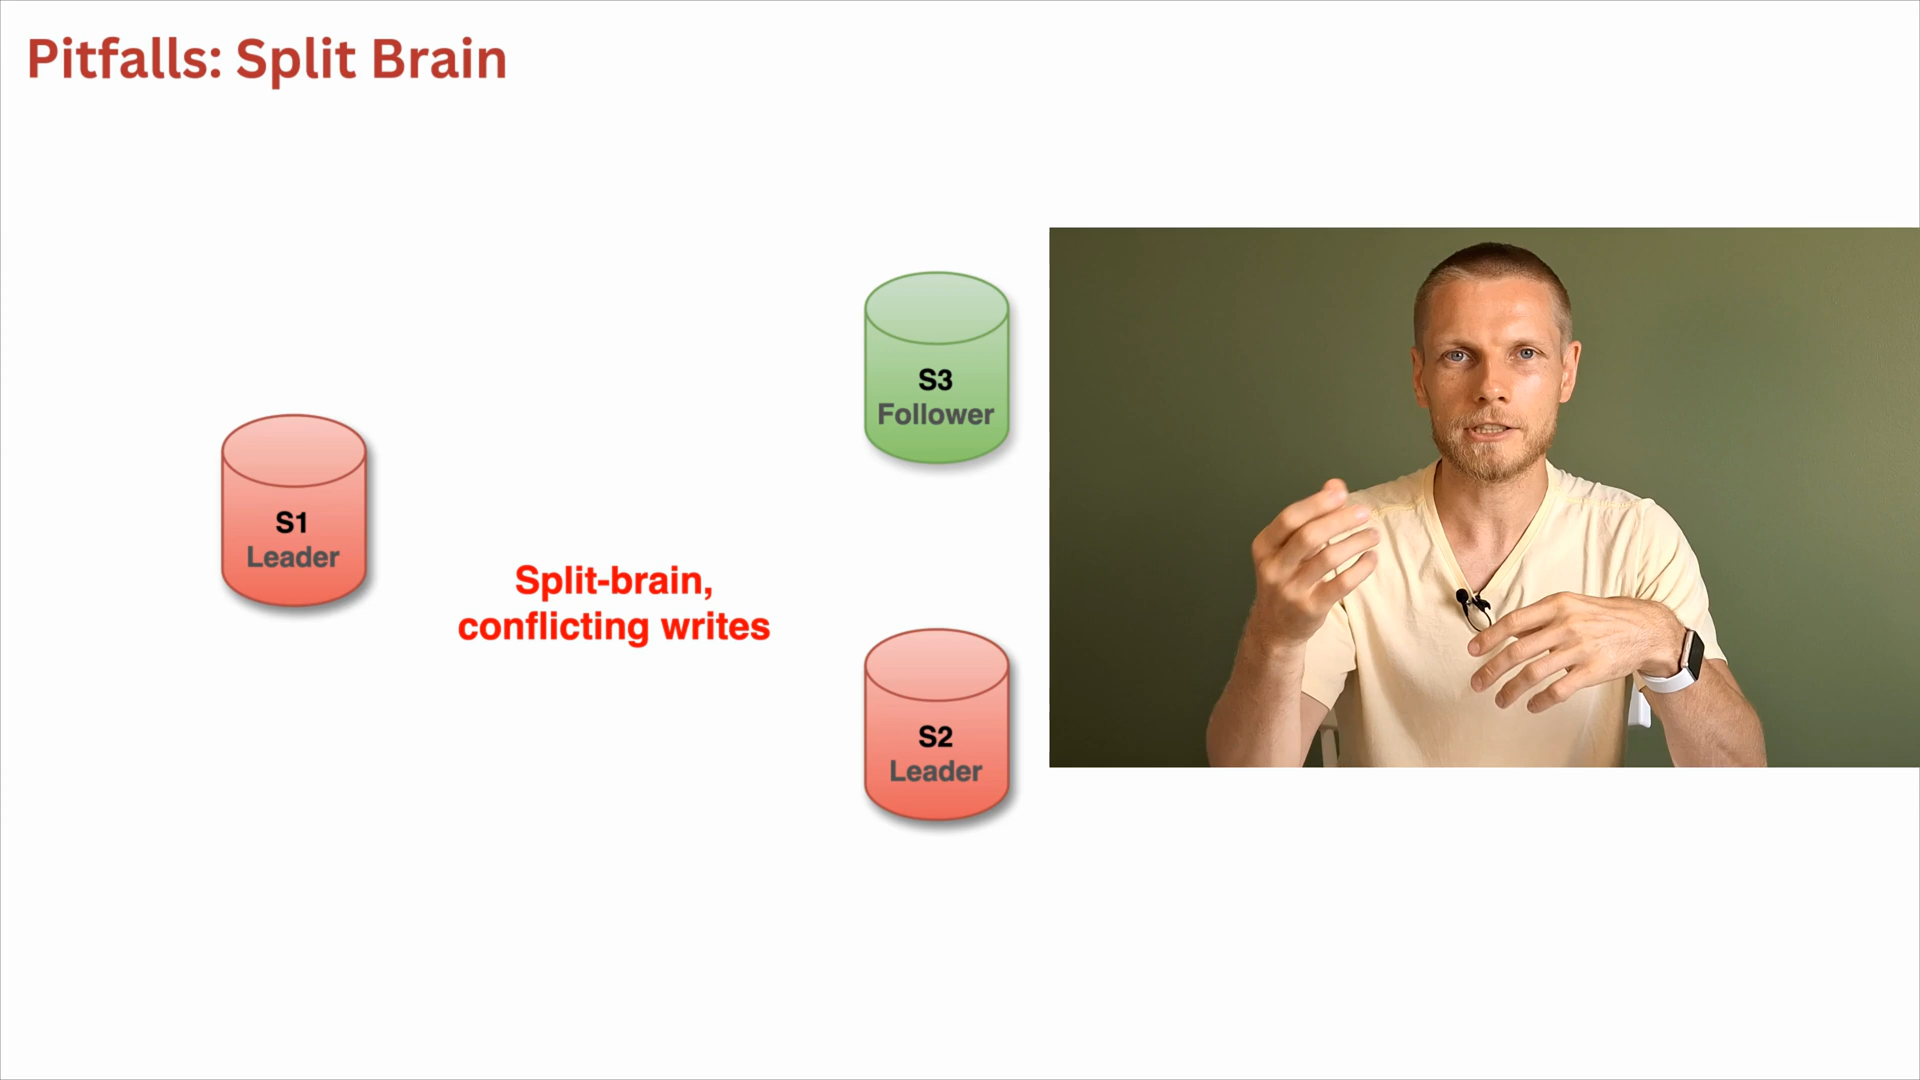 Pitfalls: Split Brain
S3
Follower
S1
Leader
Split-brain,
conflicting writes
S2
Leader